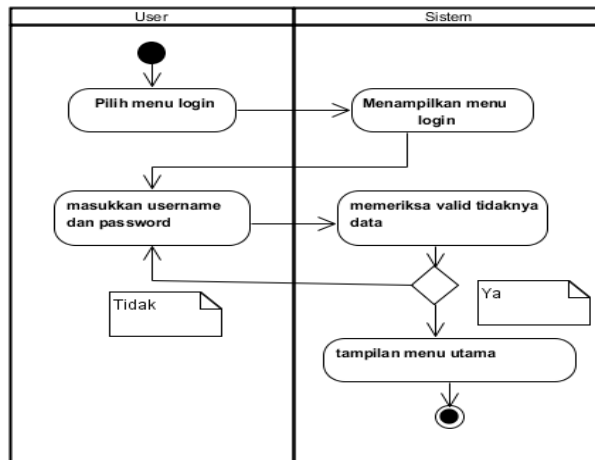 User
Sistem
Pilih menu login
Menampilkan menu
login
masukkan username
dan password
memeriksa valid tidaknya
data
Tidak
Ya
tampilan menu utama